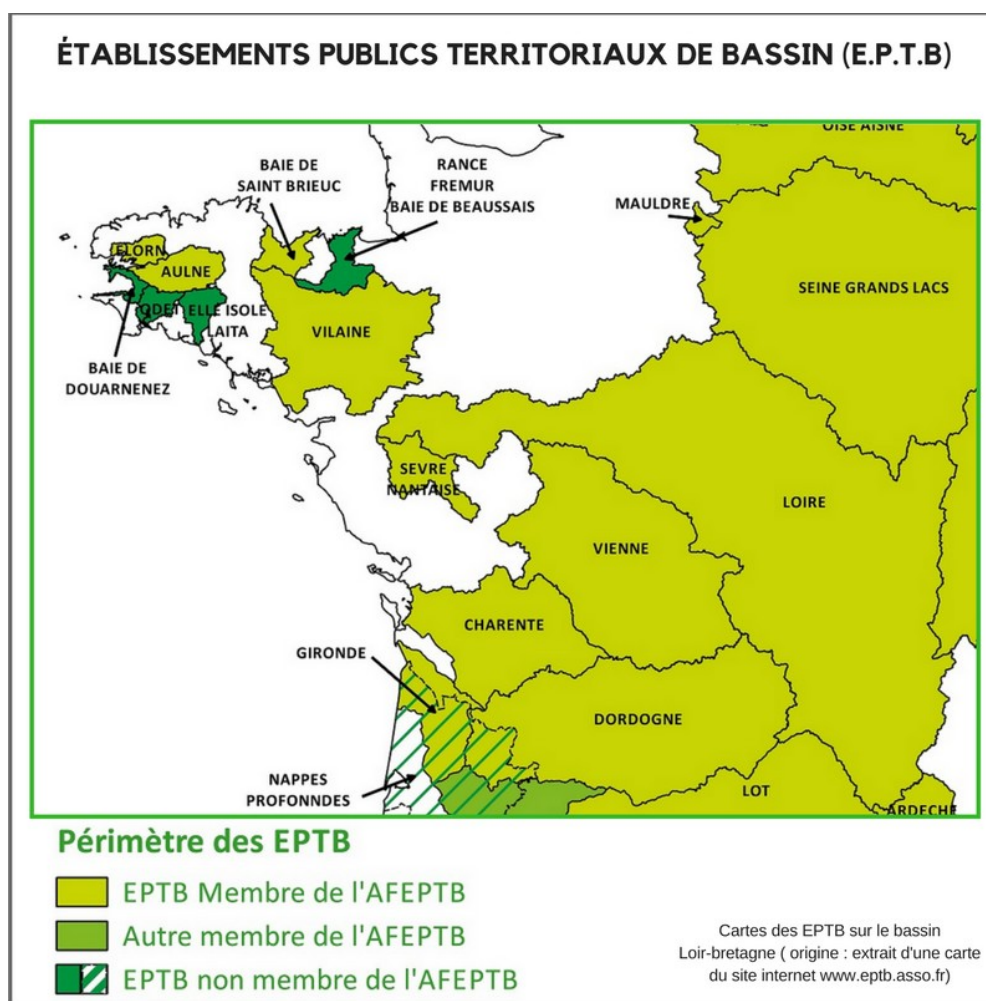 ÉTABLISSEMENTS PUBLICS TERRITORIAUX DE BASSIN (E.P.T.B)
OISE AISNE
BAIE DE
SAINT BRIEUC
RANCE
FREMUR
BAIE DE BEAUSSAIS
MAULDRE
ELORN
AULNE
SEINE GRANDS LACS
ODET
ELLE ISOLE
LAITA
VILAINE
BAIE DE
DOUARNENEZ
SEVRE
NANTAISE
LOIRE
VIENNE
CHARENTE
GIRONDE
DORDOGNE
NAPPES
PROFONNDES
LOT
ARDECHE
Périmètre des EPTB
EPTB Membre de l'AFEPTB
Autre membre de l'AFEPTB
EPTB non membre de l'AFEPTB
Cartes des EPTB sur le bassin
Loir-bretagne ( origine : extrait d'une carte
du site internet www.eptb.asso.fr)